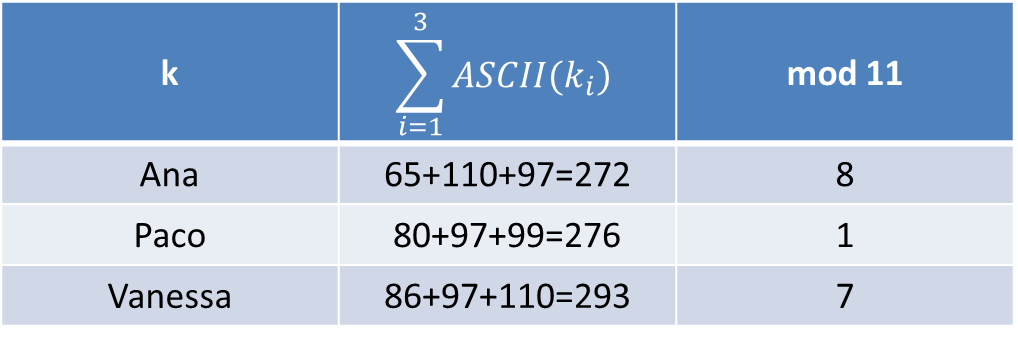 k
3
∑ ASCII(kᵢ)
i=1
mod 11
Ana 65+110+97=272 8
Paco 80+97+99=276 1
Vanessa 86+97+110=293 7